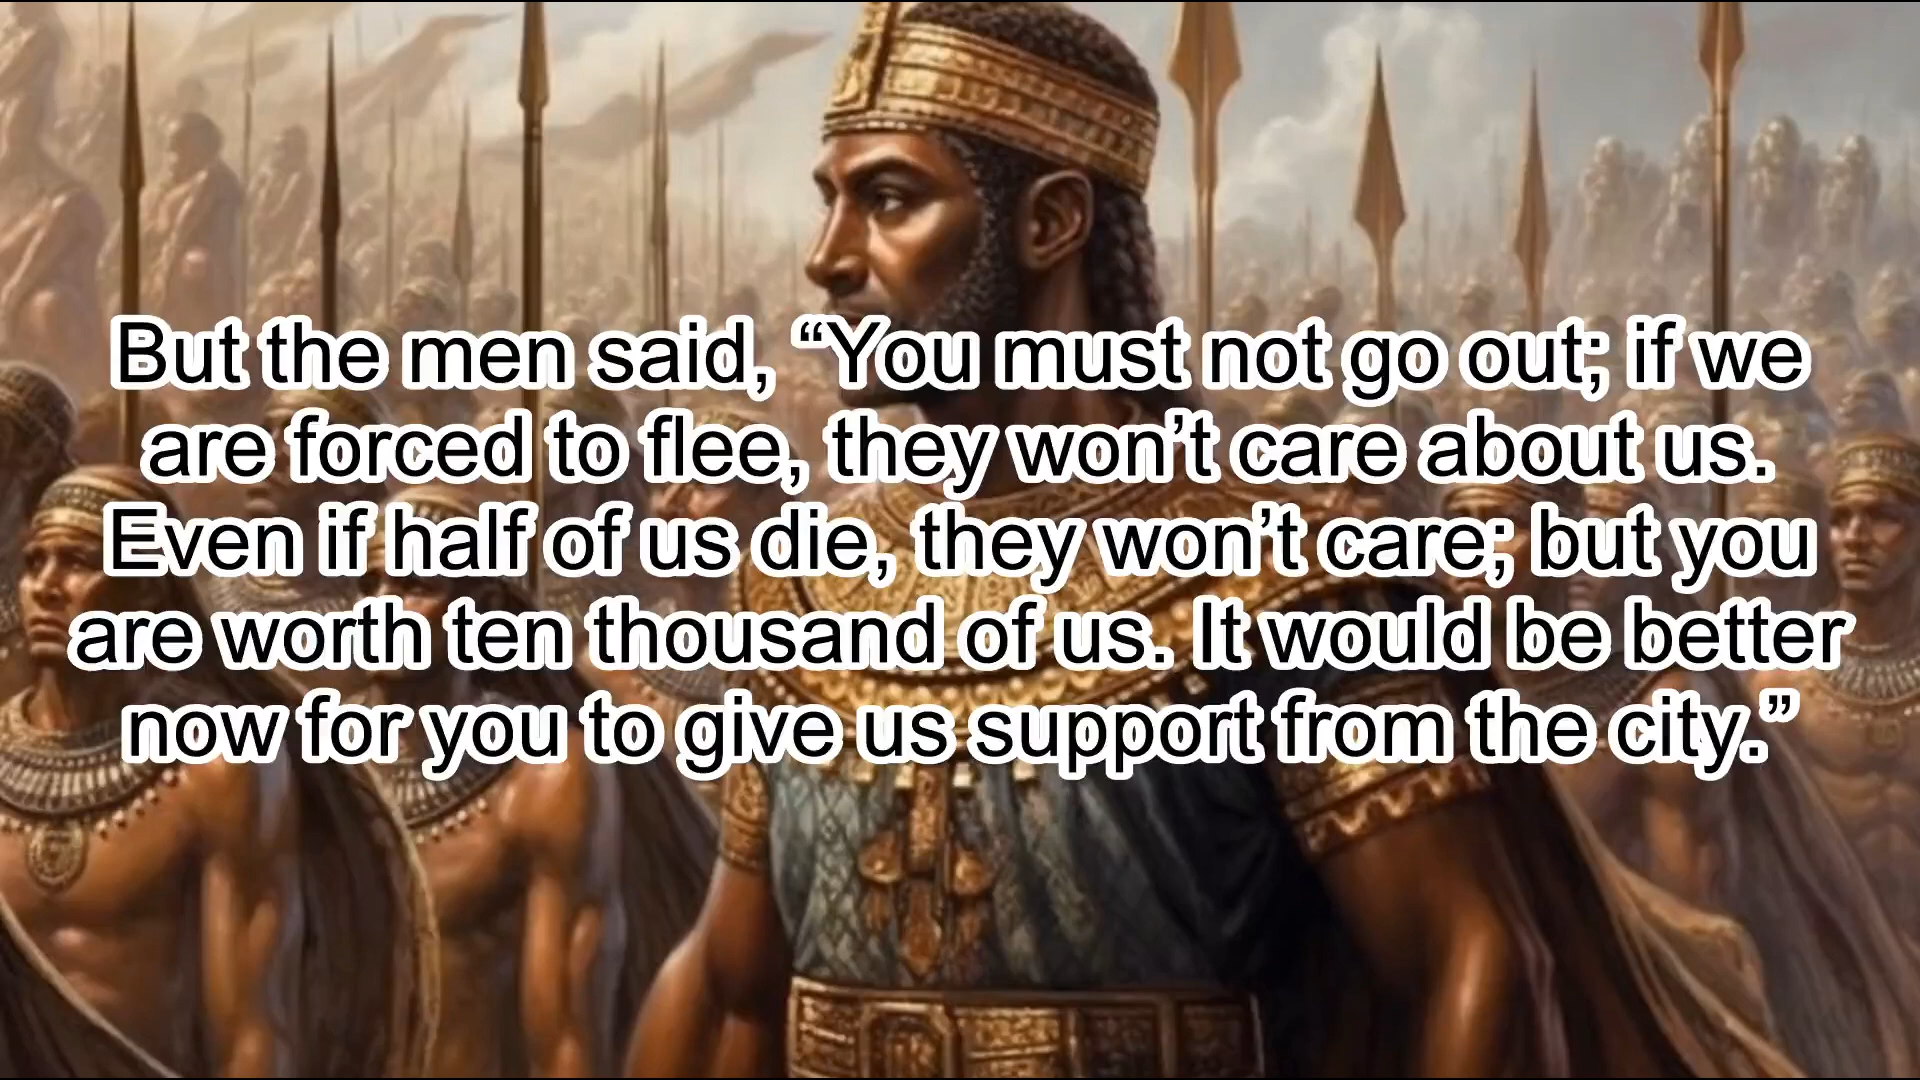 But the men said, “You must not go out; if we
are forced to flee, they won’t care about us.
Even if half of us die, they won’t care; but you
are worth ten thousand of us. It would be better
now for you to give us support from the city.”